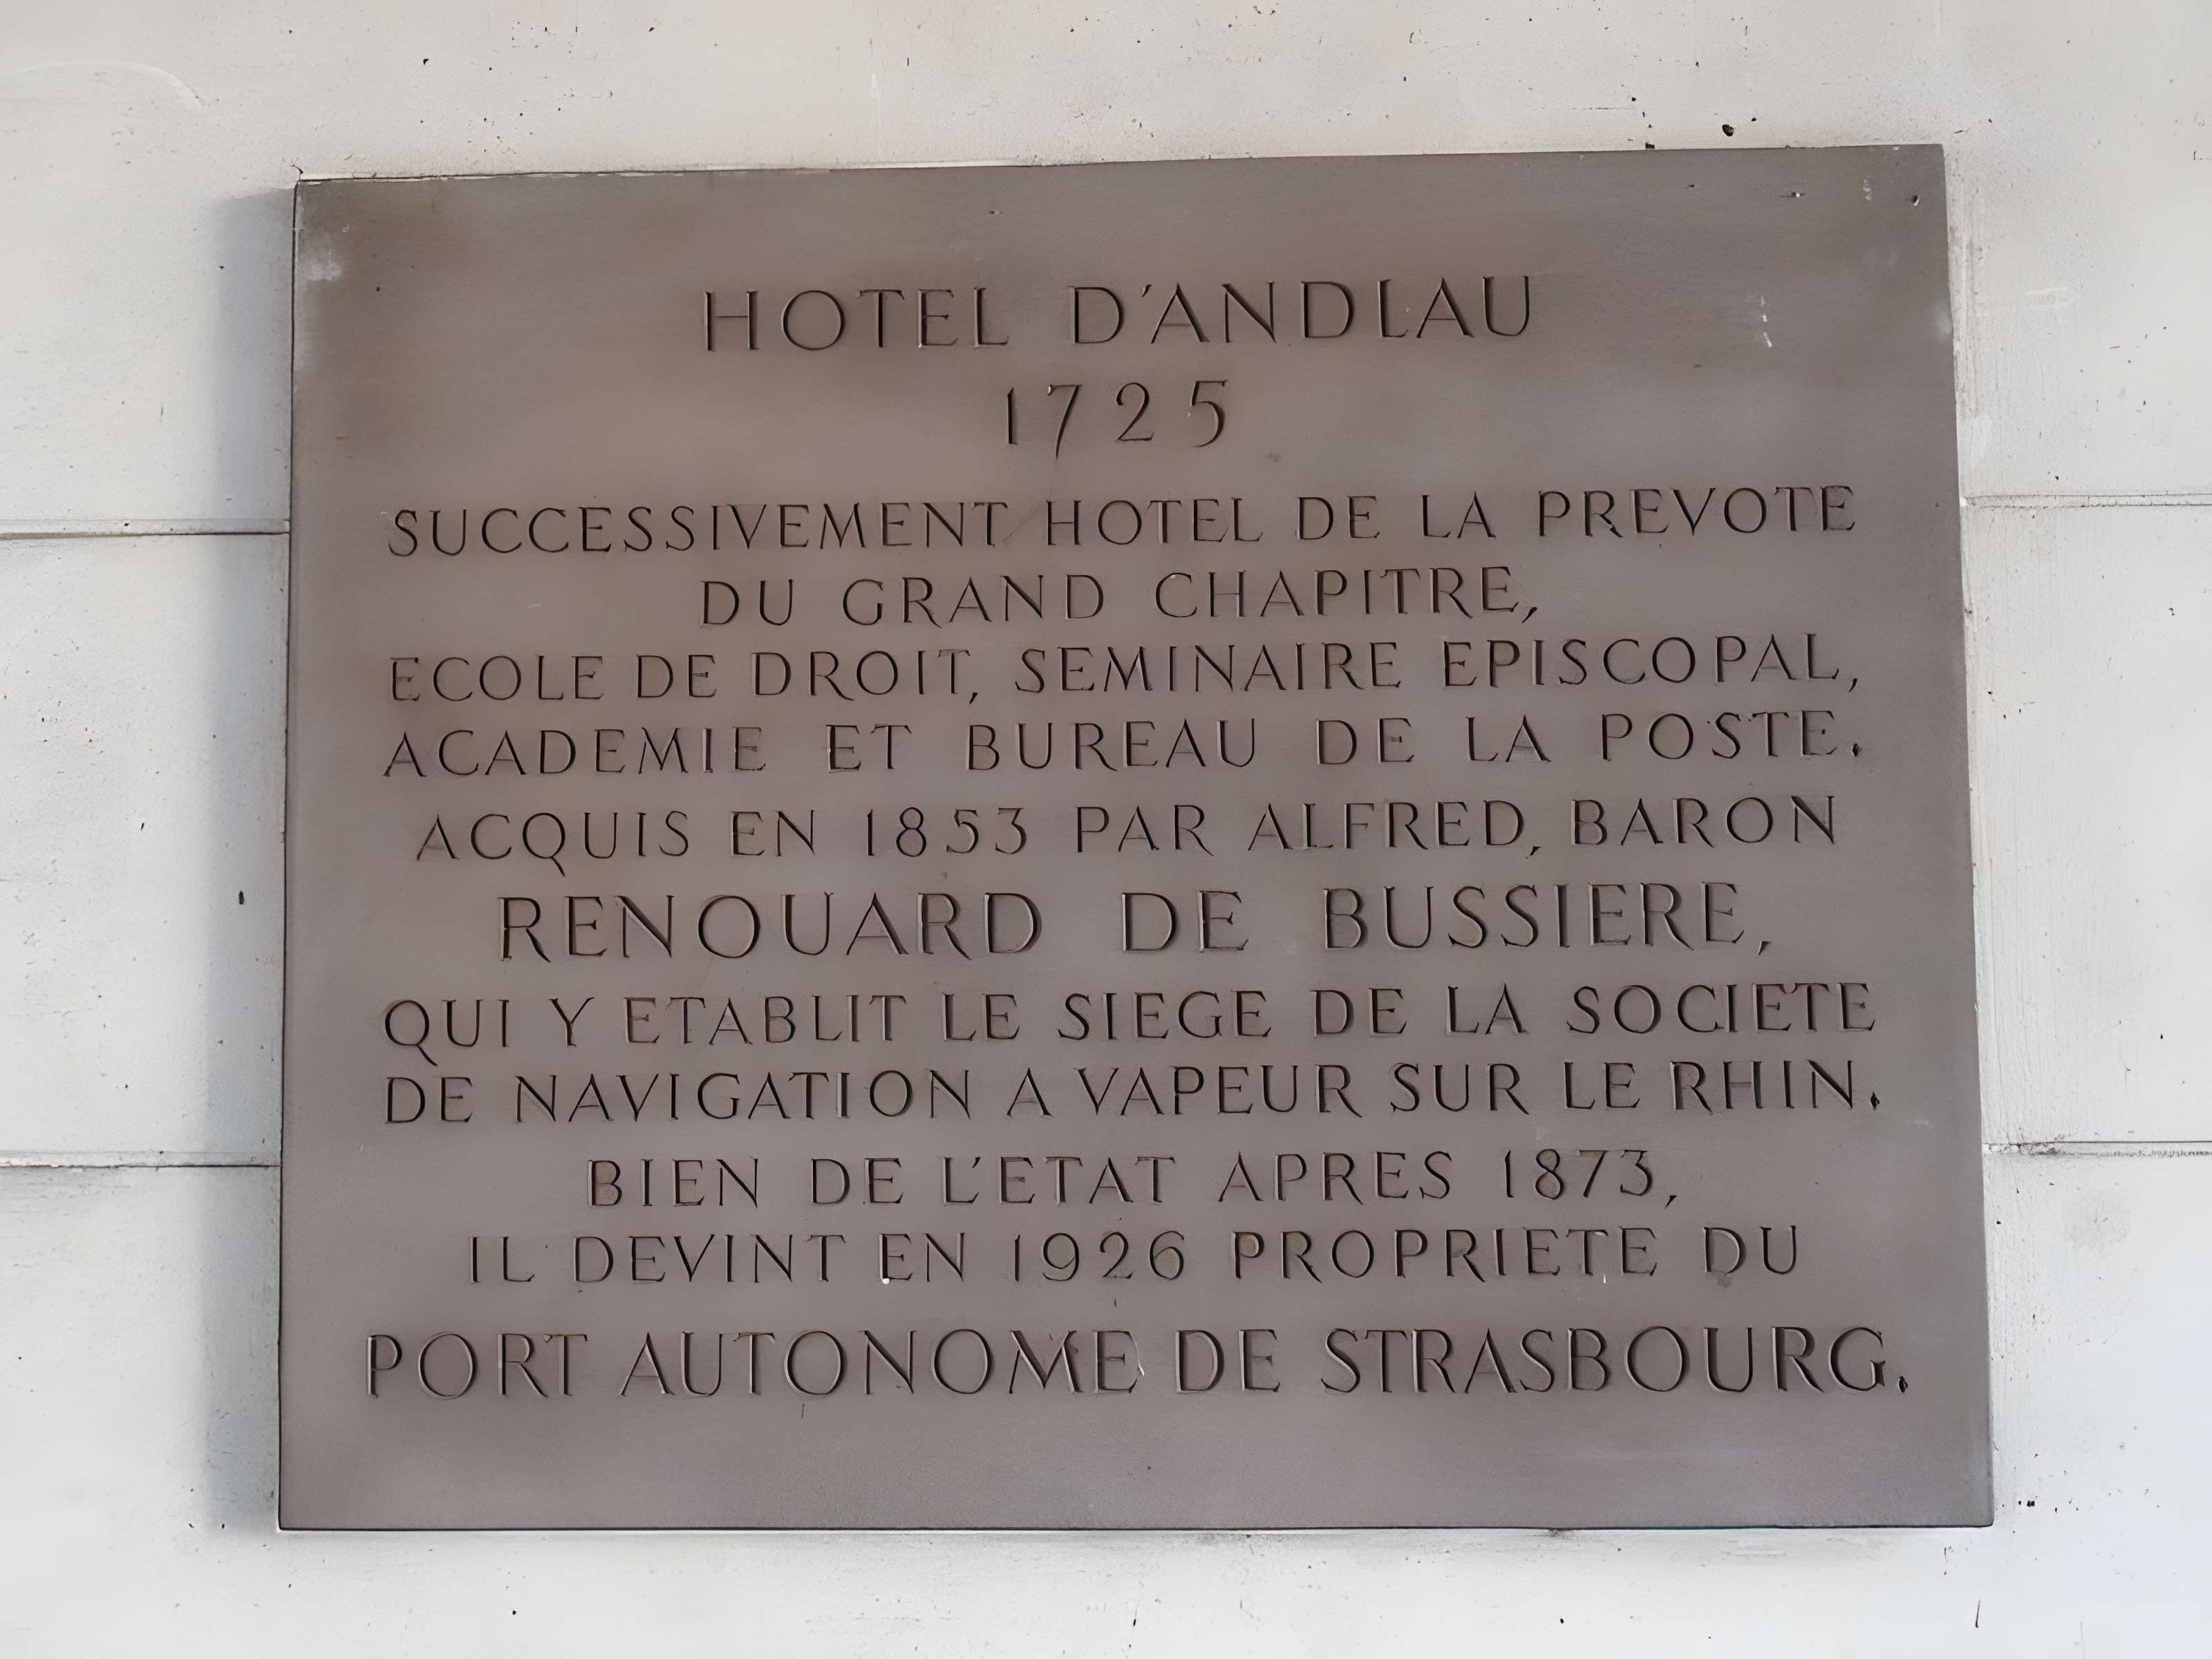 HOTEL D'ANDLAU
1725
SUCCESSIVEMENT HOTEL DE LA PREVOTE
DU GRAND CHAPITRE,
ECOLE DE DROIT, SEMINAIRE EPISCOPAL,
ACADEMIE ET BUREAU DE LA POSTE.
ACQUIS EN 1853 PAR ALFRED, BARON
RENOUARD DE BUSSIERE,
QUI Y ETABLIT LE SIEGE DE LA SOCIETE
DE NAVIGATION A VAPEUR SUR LE RHIN.
BIEN DE L'ETAT APRES 1873,
IL DEVINT EN 1926 PROPRIETE DU
PORT AUTONOME DE STRASBOURG.